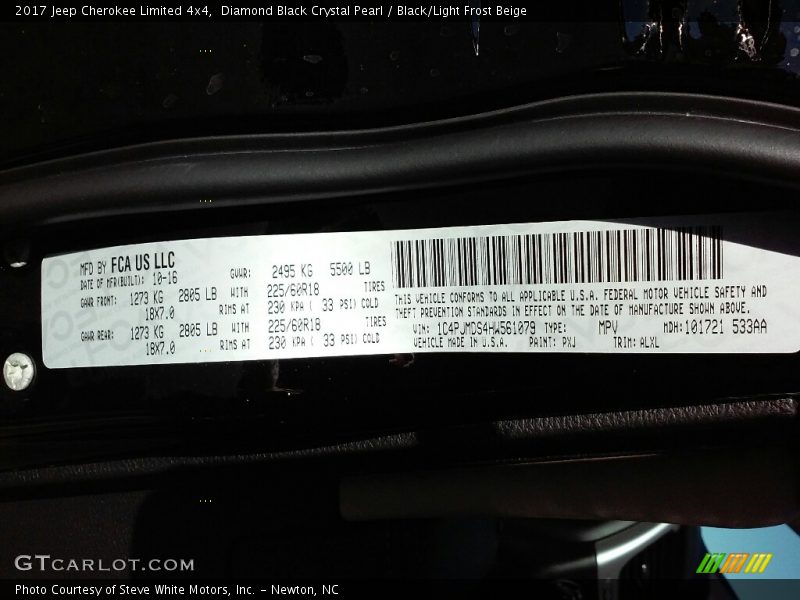 2017 Jeep Cherokee Limited 4x4,  Diamond Black Crystal Pearl / Black/Light Frost Beige
MFD BY FCA US LLC
DATE OF MFR(BUILT): 10-16
GVWR: 2495 KG 5500 LB
GAWR FRONT: 1273 KG 2805 LB WITH 225/60R18 TIRES
18X7.0 RIMS AT 230 KPA ( 33 PSI) COLD
GAWR REAR: 1273 KG 2805 LB WITH 225/60R18 TIRES
18X7.0 RIMS AT 230 KPA ( 33 PSI) COLD
THIS VEHICLE CONFORMS TO ALL APPLICABLE U.S.A. FEDERAL MOTOR VEHICLE SAFETY AND
THEFT PREVENTION STANDARDS IN EFFECT ON THE DATE OF MANUFACTURE SHOWN ABOVE.
VIN: 1C4PJMDS4HW561079 TYPE: MPV MDH: 101721 533AA
VEHICLE MADE IN U.S.A. PAINT: PXJ TRIM: ALXL
GTCARLOT.COM
Photo Courtesy of Steve White Motors, Inc. – Newton, NC